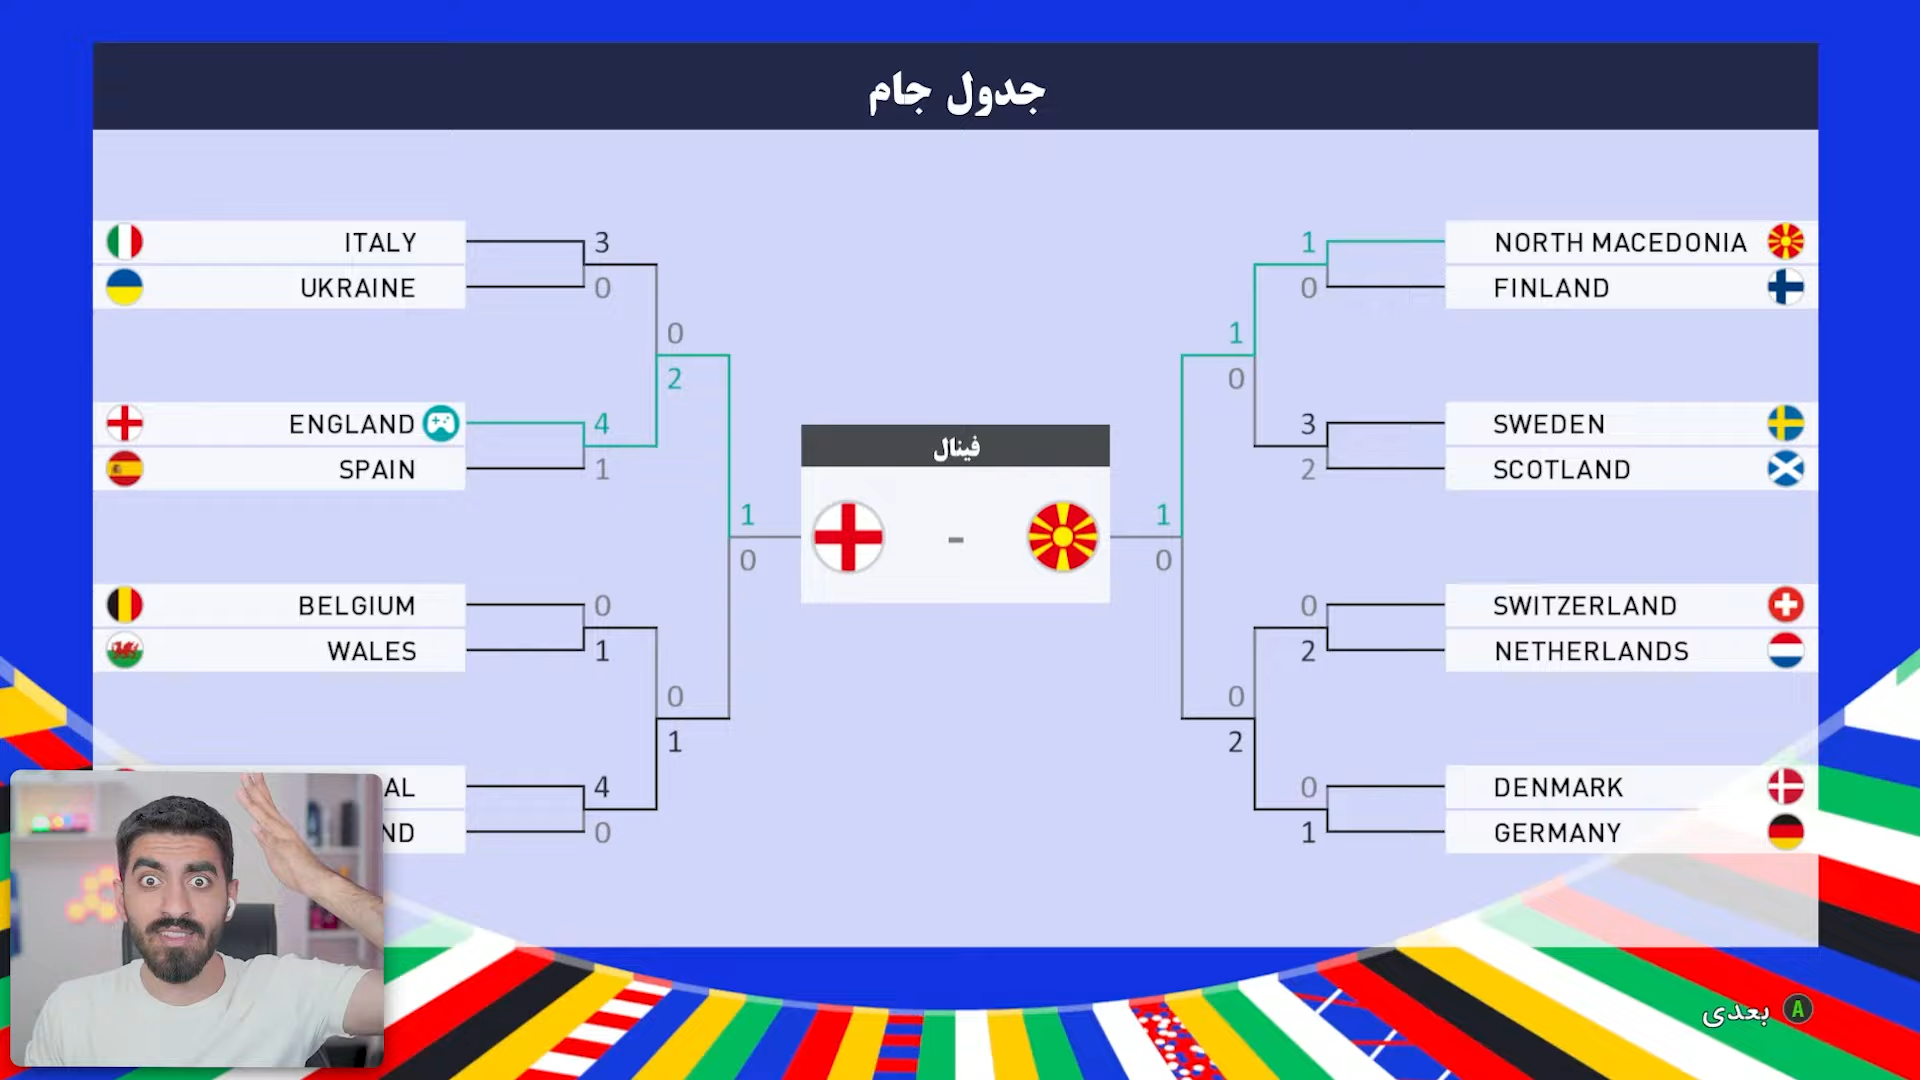 جدول جام
ITALY 3
UKRAINE 0
0
2
ENGLAND 4
SPAIN 1
1
0
BELGIUM 0
WALES 1
0
1
AL 4
ND 0
فینال
-
NORTH MACEDONIA 1
FINLAND 0
1
0
SWEDEN 3
SCOTLAND 2
1
0
SWITZERLAND 0
NETHERLANDS 2
0
2
DENMARK 0
GERMANY 1
بعدی A